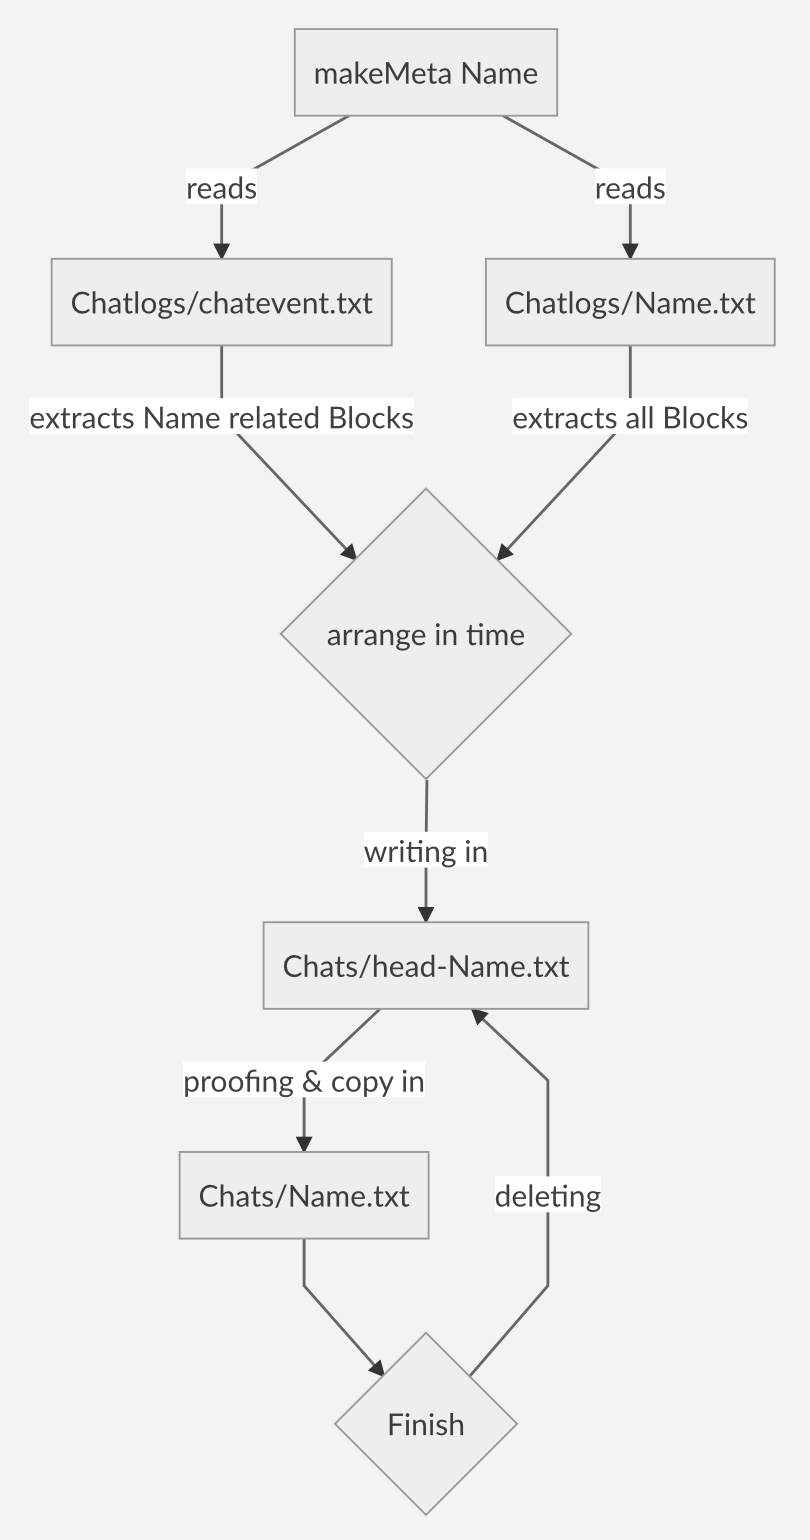 makeMeta Name
reads
reads
Chatlogs/chatevent.txt
Chatlogs/Name.txt
extracts Name related Blocks
extracts all Blocks
arrange in time
writing in
Chats/head-Name.txt
proofing & copy in
Chats/Name.txt
deleting
Finish